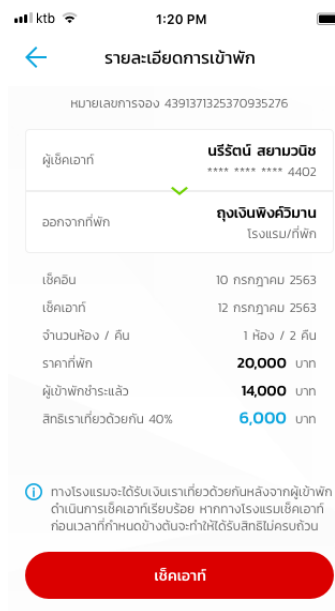 ktb 1:20 PM
รายละเอียดการเข้าพัก
หมายเลขการจอง 4391371325370935276
ผู้เช็คเอาท์ นรีรัตน์ สยามวนิช
**** **** **** 4402
ออกจากที่พัก ถุงเงินพิงค์วิมาน
โรงแรม/ที่พัก
เช็คอิน 10 กรกฎาคม 2563
เช็คเอาท์ 12 กรกฎาคม 2563
จำนวนห้อง / คืน 1 ห้อง / 2 คืน
ราคาที่พัก 20,000 บาท
ผู้เข้าพักชำระแล้ว 14,000 บาท
สิทธิเราเที่ยวด้วยกัน 40% 6,000 บาท
ทางโรงแรมจะได้รับเงินเราเที่ยวด้วยกันหลังจากผู้เข้าพัก
ดำเนินการเช็คเอาท์เรียบร้อย หากทางโรงแรมเช็คเอาท์
ก่อนเวลาที่กำหนดข้างต้นจะทำให้ได้รับสิทธิไม่ครบถ้วน
เช็คเอาท์